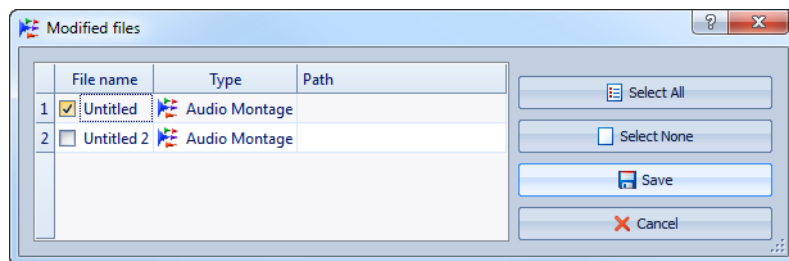 Modified files
File name Type Path
1 Untitled Audio Montage
2 Untitled 2 Audio Montage
Select All
Select None
Save
Cancel